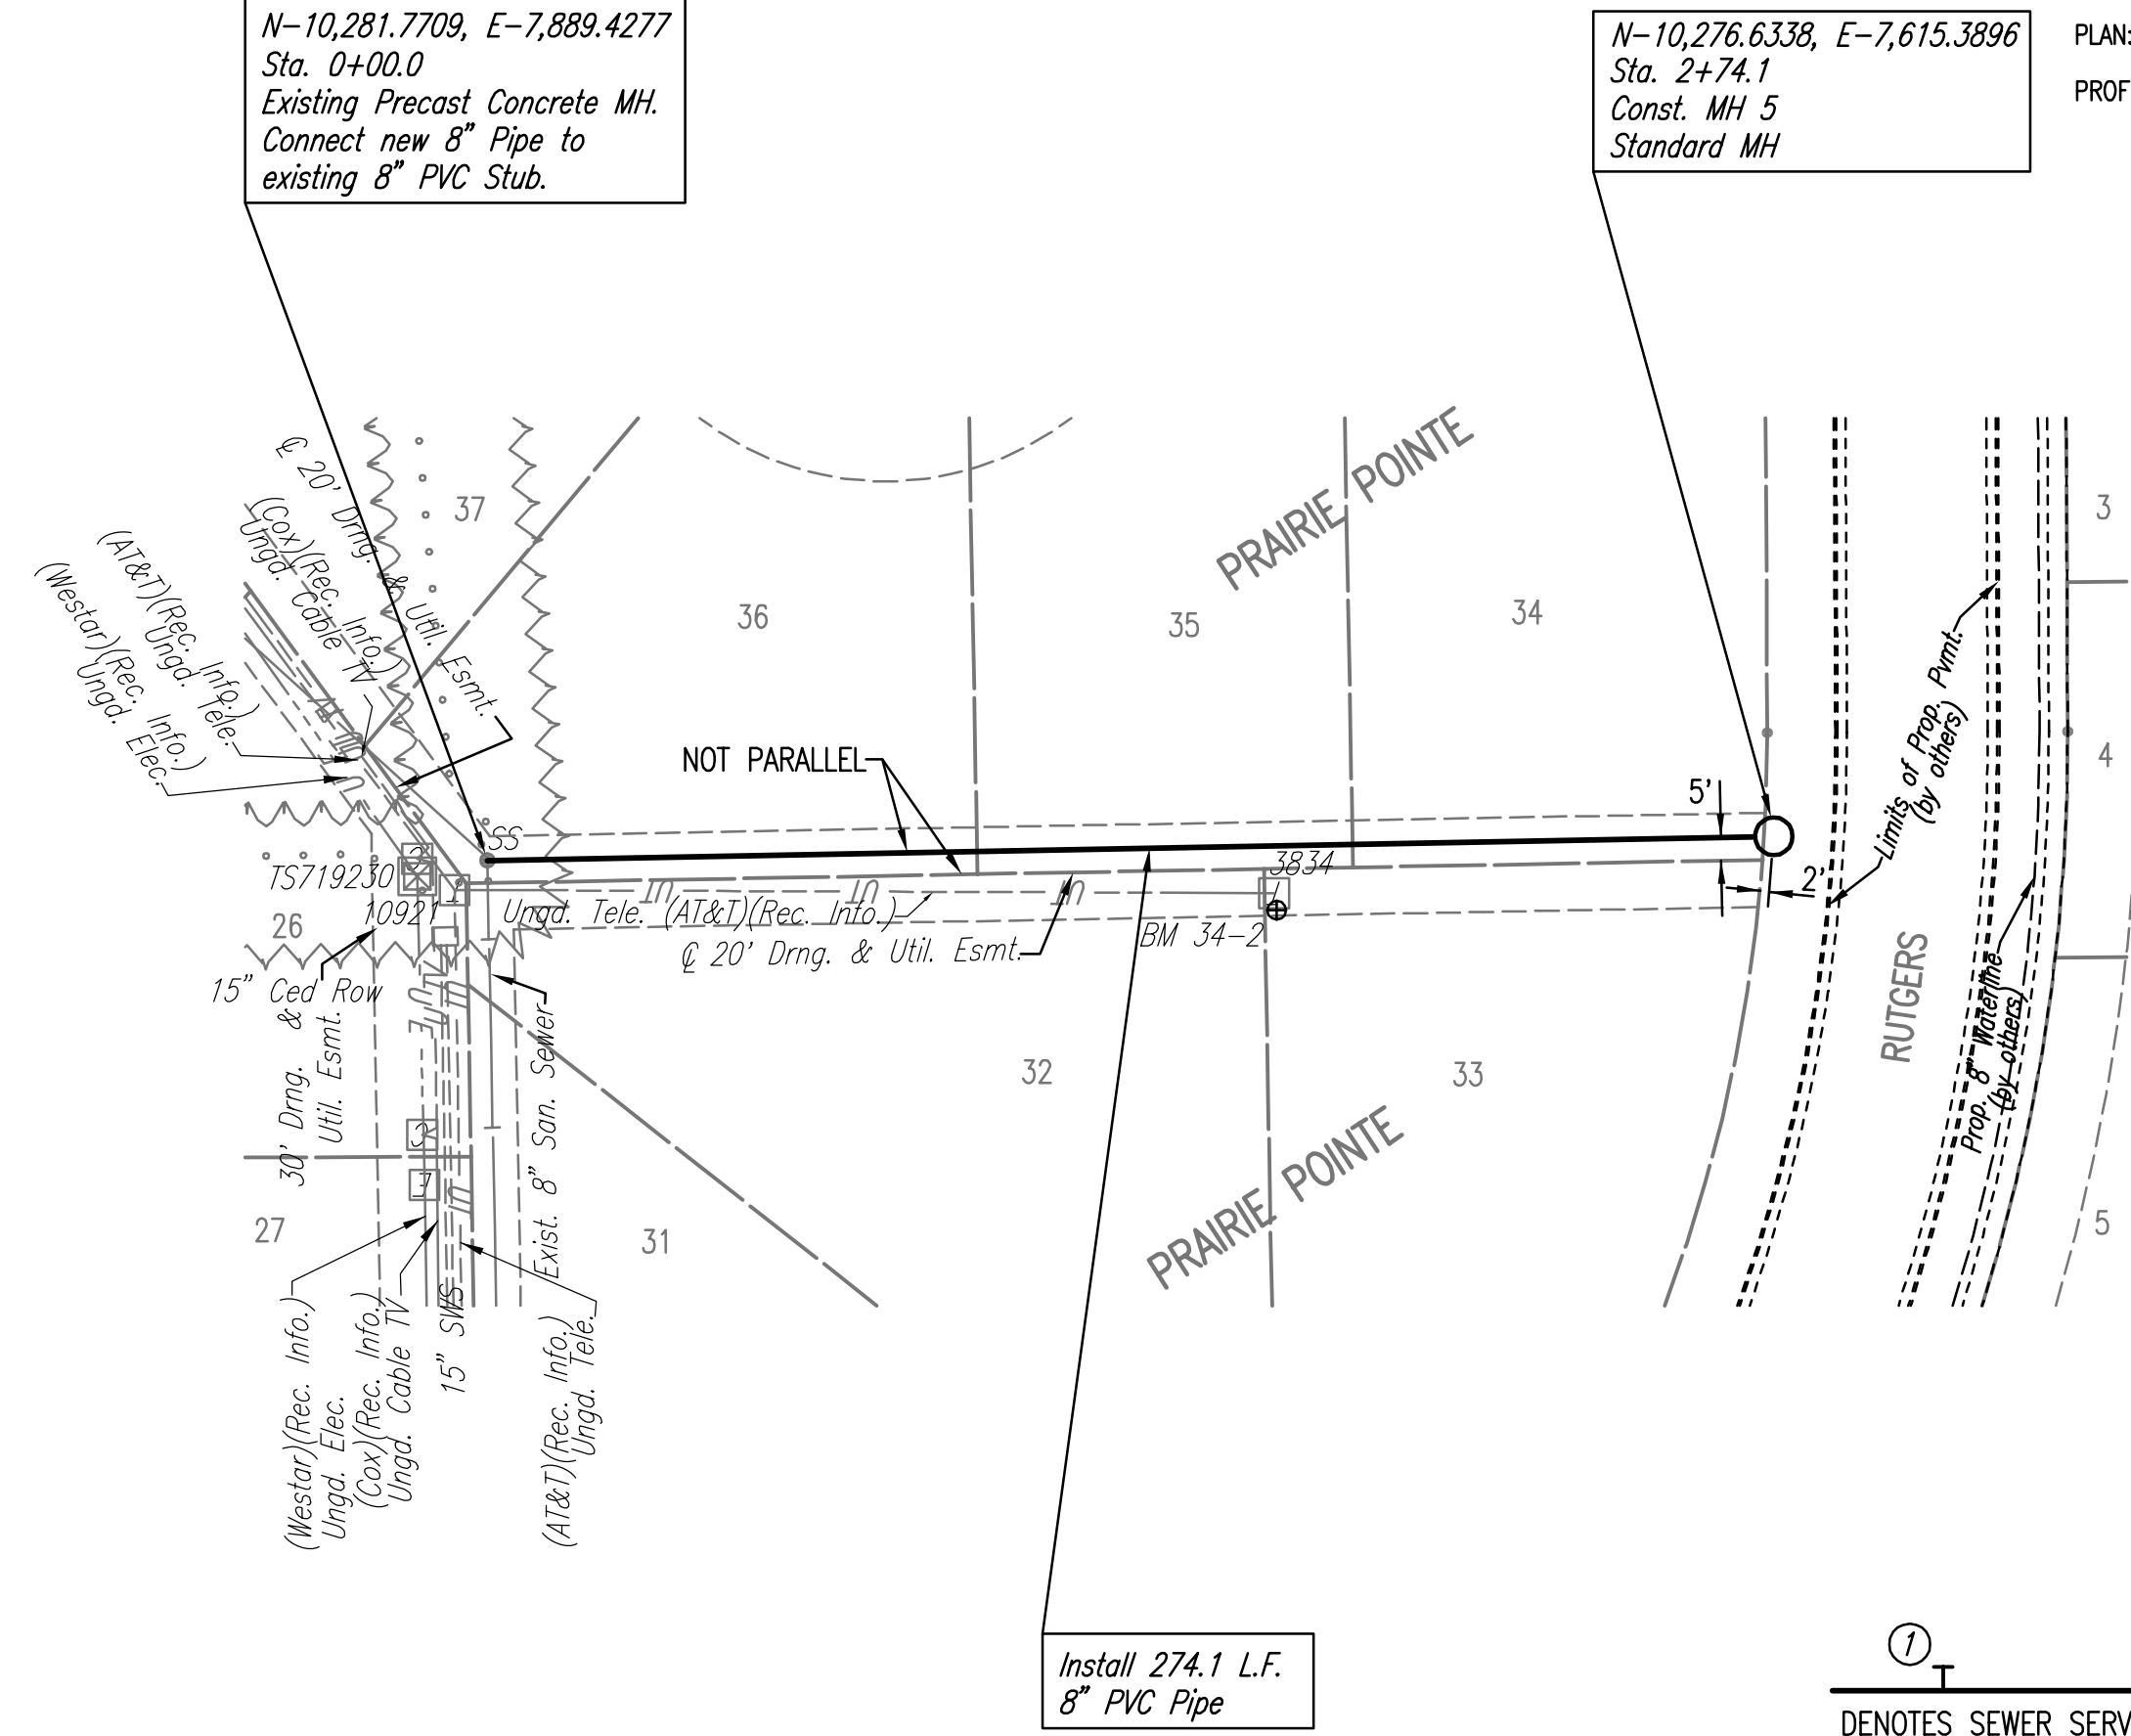 N-10,281.7709, E-7,889.4277
Sta. 0+00.0
Existing Precast Concrete MH.
Connect new 8" Pipe to
existing 8" PVC Stub.
N-10,276.6338, E-7,615.3896
Sta. 2+74.1
Const. MH 5
Standard MH
PLAN:
PROF
℄ 20' Drng. & Util. Esmt.
(Cox)(Rec. Info.)
Ungd. Cable TV
(AT&T)(Rec. Info.)
Ungd. Tele.
(Westar)(Rec. Info.)
Ungd. Elec.
37
36
35
34
3
4
5
PRAIRIE POINTE
NOT PARALLEL
5'
2'
Limits of Prop. Pvmt.
(by others)
SS
TS719230
10921
3834
Ungd. Tele. (AT&T)(Rec. Info.)
BM 34-2
℄ 20' Drng. & Util. Esmt.
26
15" Ced Row
30' Drng. &
Util. Esmt.
Exist. 8" San. Sewer
32
33
RUTGERS
Prop. 8" Waterline
(by others)
PRAIRIE POINTE
27
31
(Westar)(Rec. Info.)
Ungd. Elec.
(Cox)(Rec. Info.)
Ungd. Cable TV
15" SWS
(AT&T)(Rec. Info.)
Ungd. Tele.
Install 274.1 L.F.
8" PVC Pipe
1
DENOTES SEWER SERV